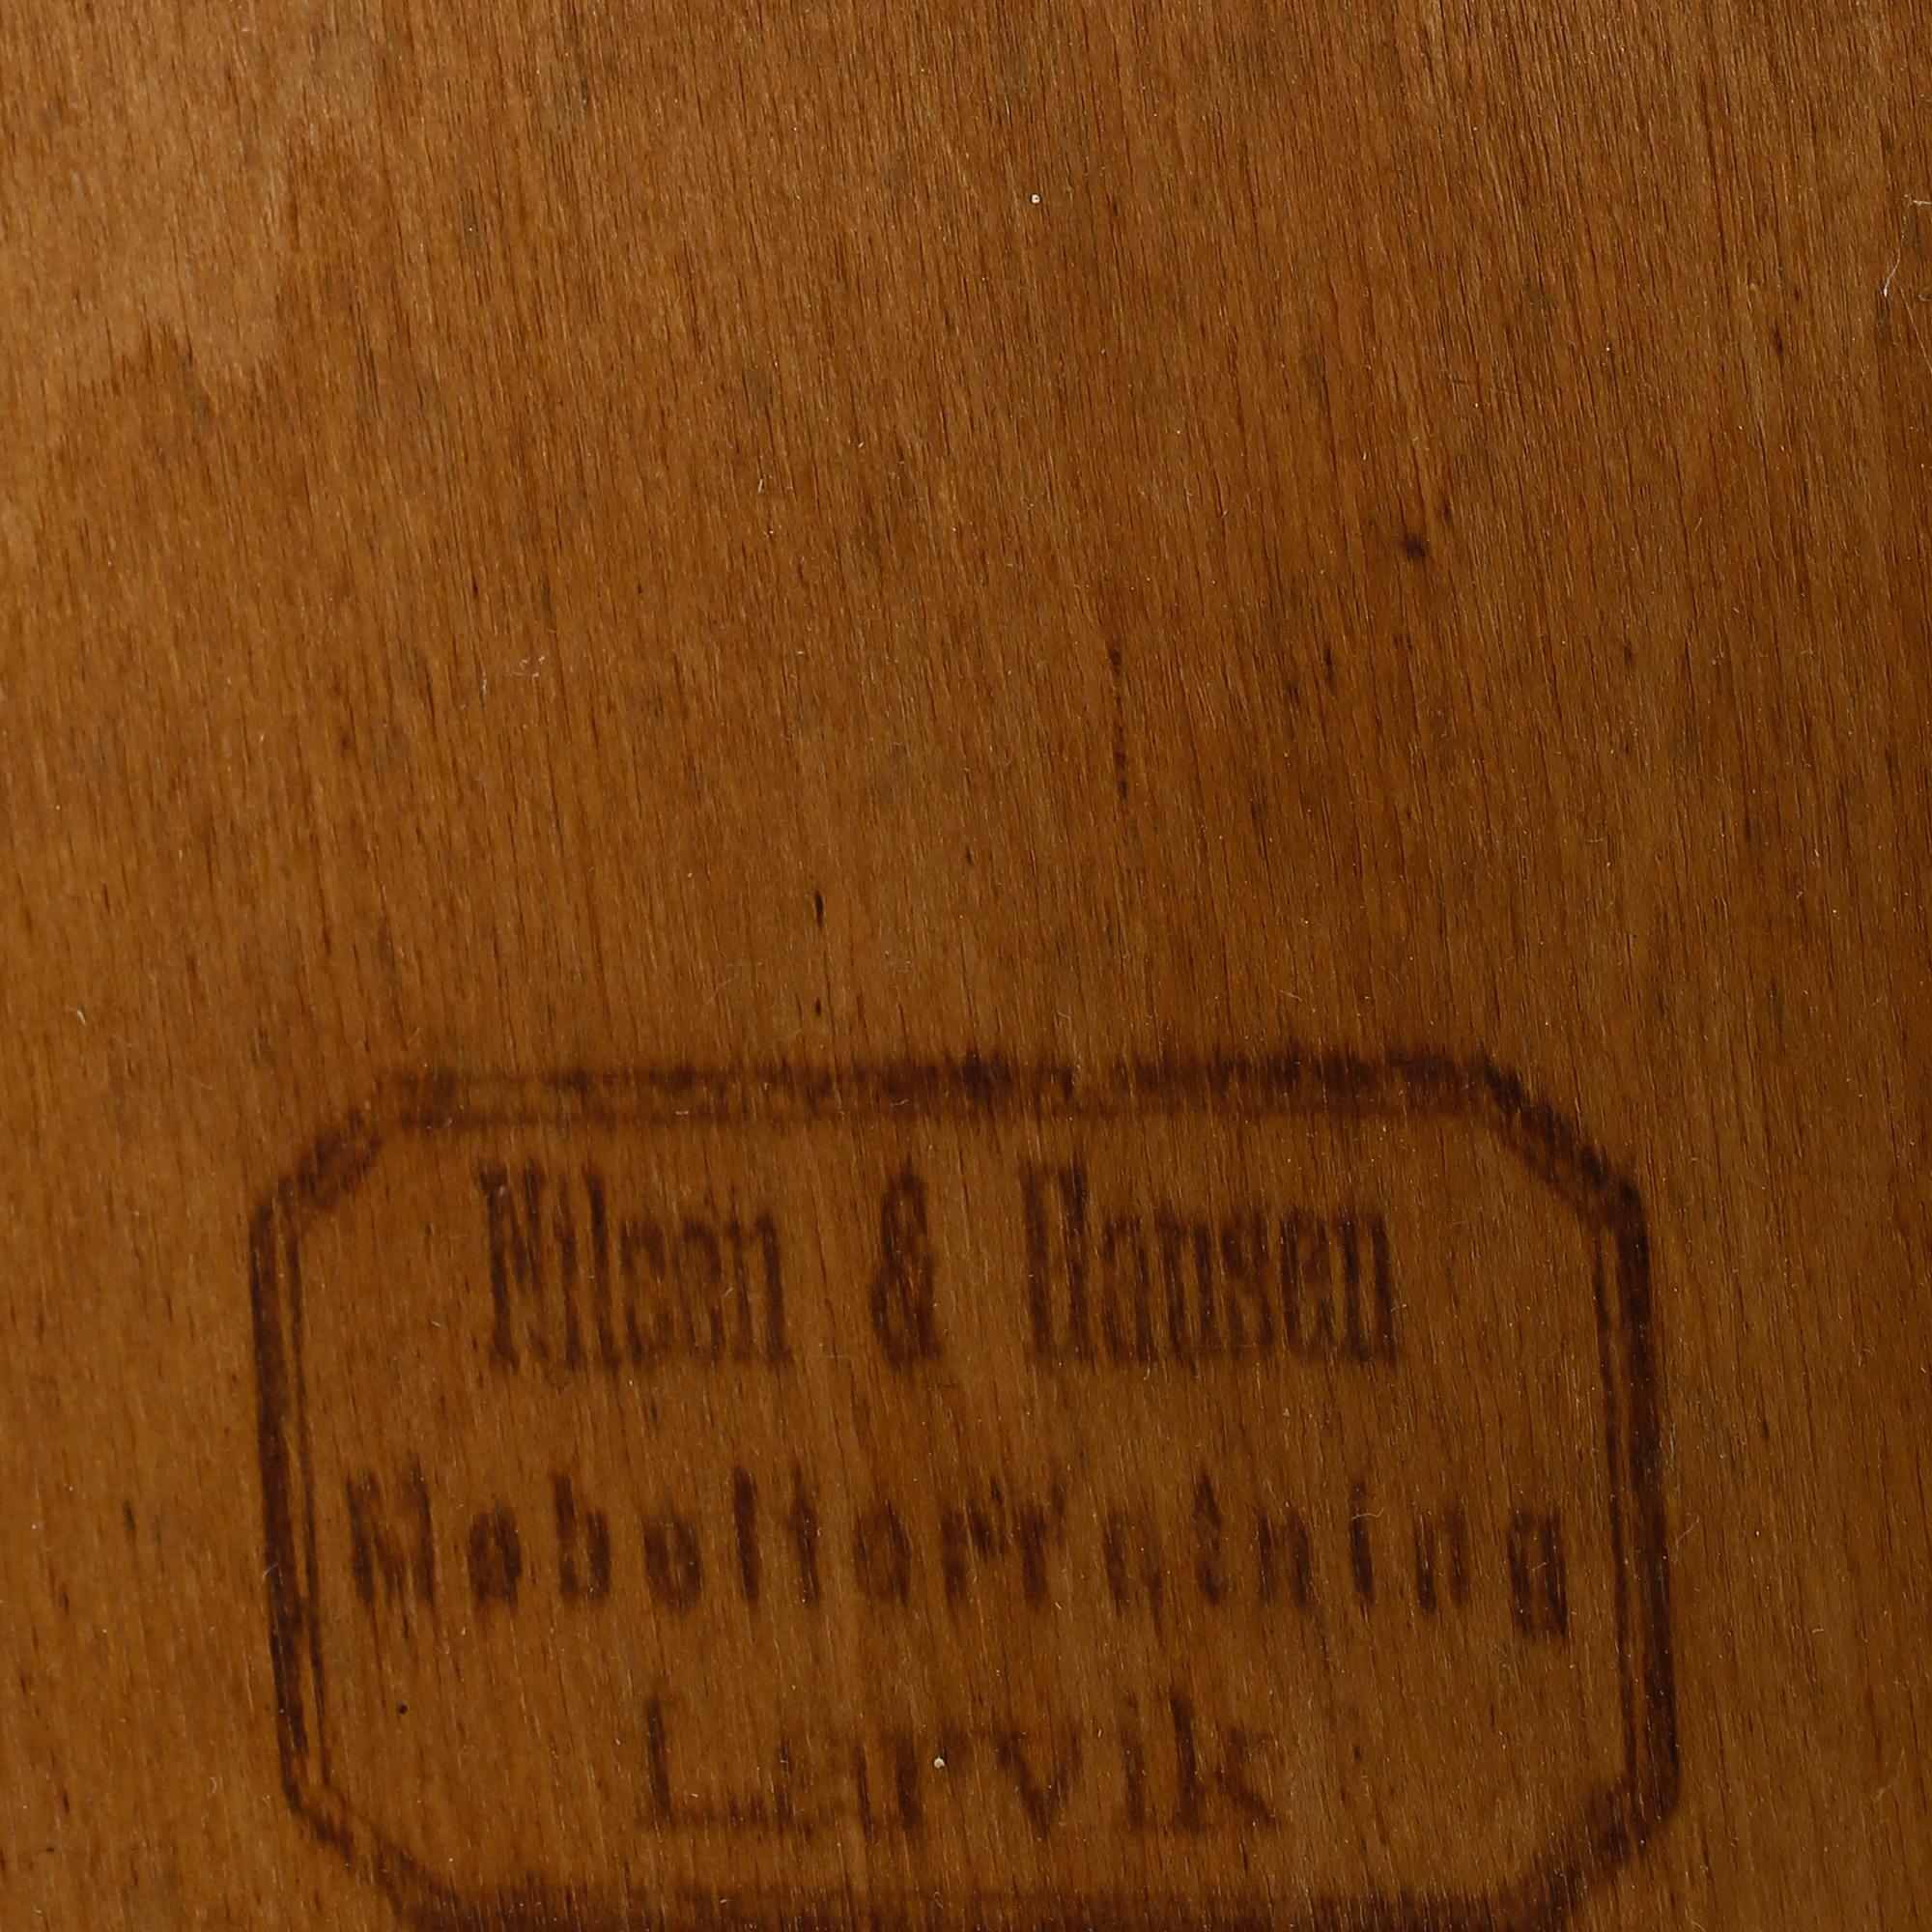 Nilsen & Hansen
Møbelforretning
Larvik